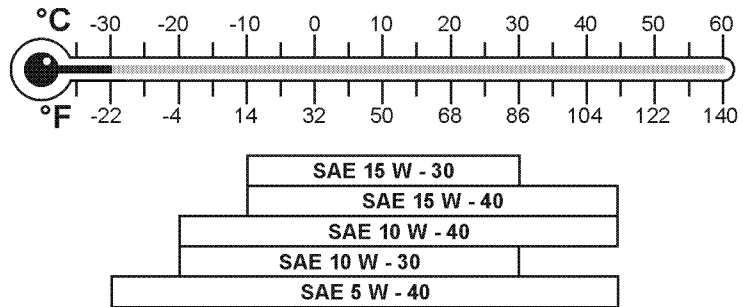 °C -30 -20 -10 0 10 20 30 40 50 60
°F -22 -4 14 32 50 68 86 104 122 140
SAE 15 W - 30
SAE 15 W - 40
SAE 10 W - 40
SAE 10 W - 30
SAE 5 W - 40